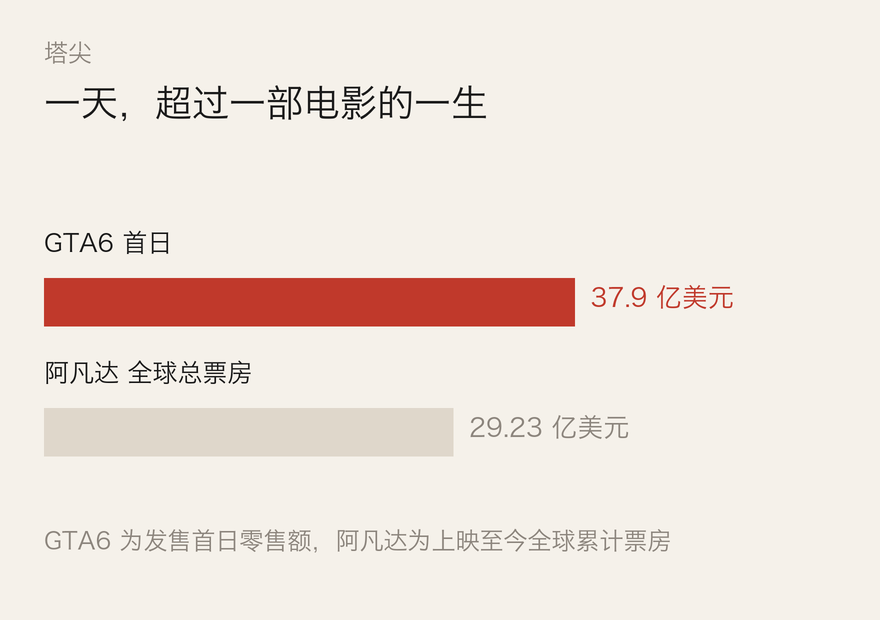 塔尖
一天，超过一部电影的一生
GTA6 首日
37.9 亿美元
阿凡达 全球总票房
29.23 亿美元
GTA6 为发售首日零售额，阿凡达为上映至今全球累计票房